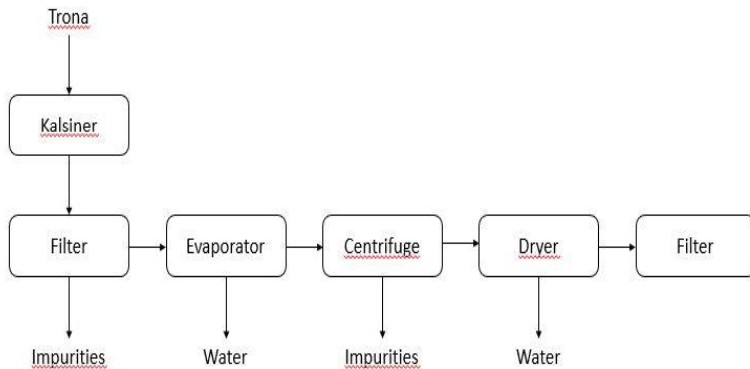 Trona
Kalsiner
Filter
Evaporator
Centrifuge
Dryer
Filter
Impurities
Water
Impurities
Water